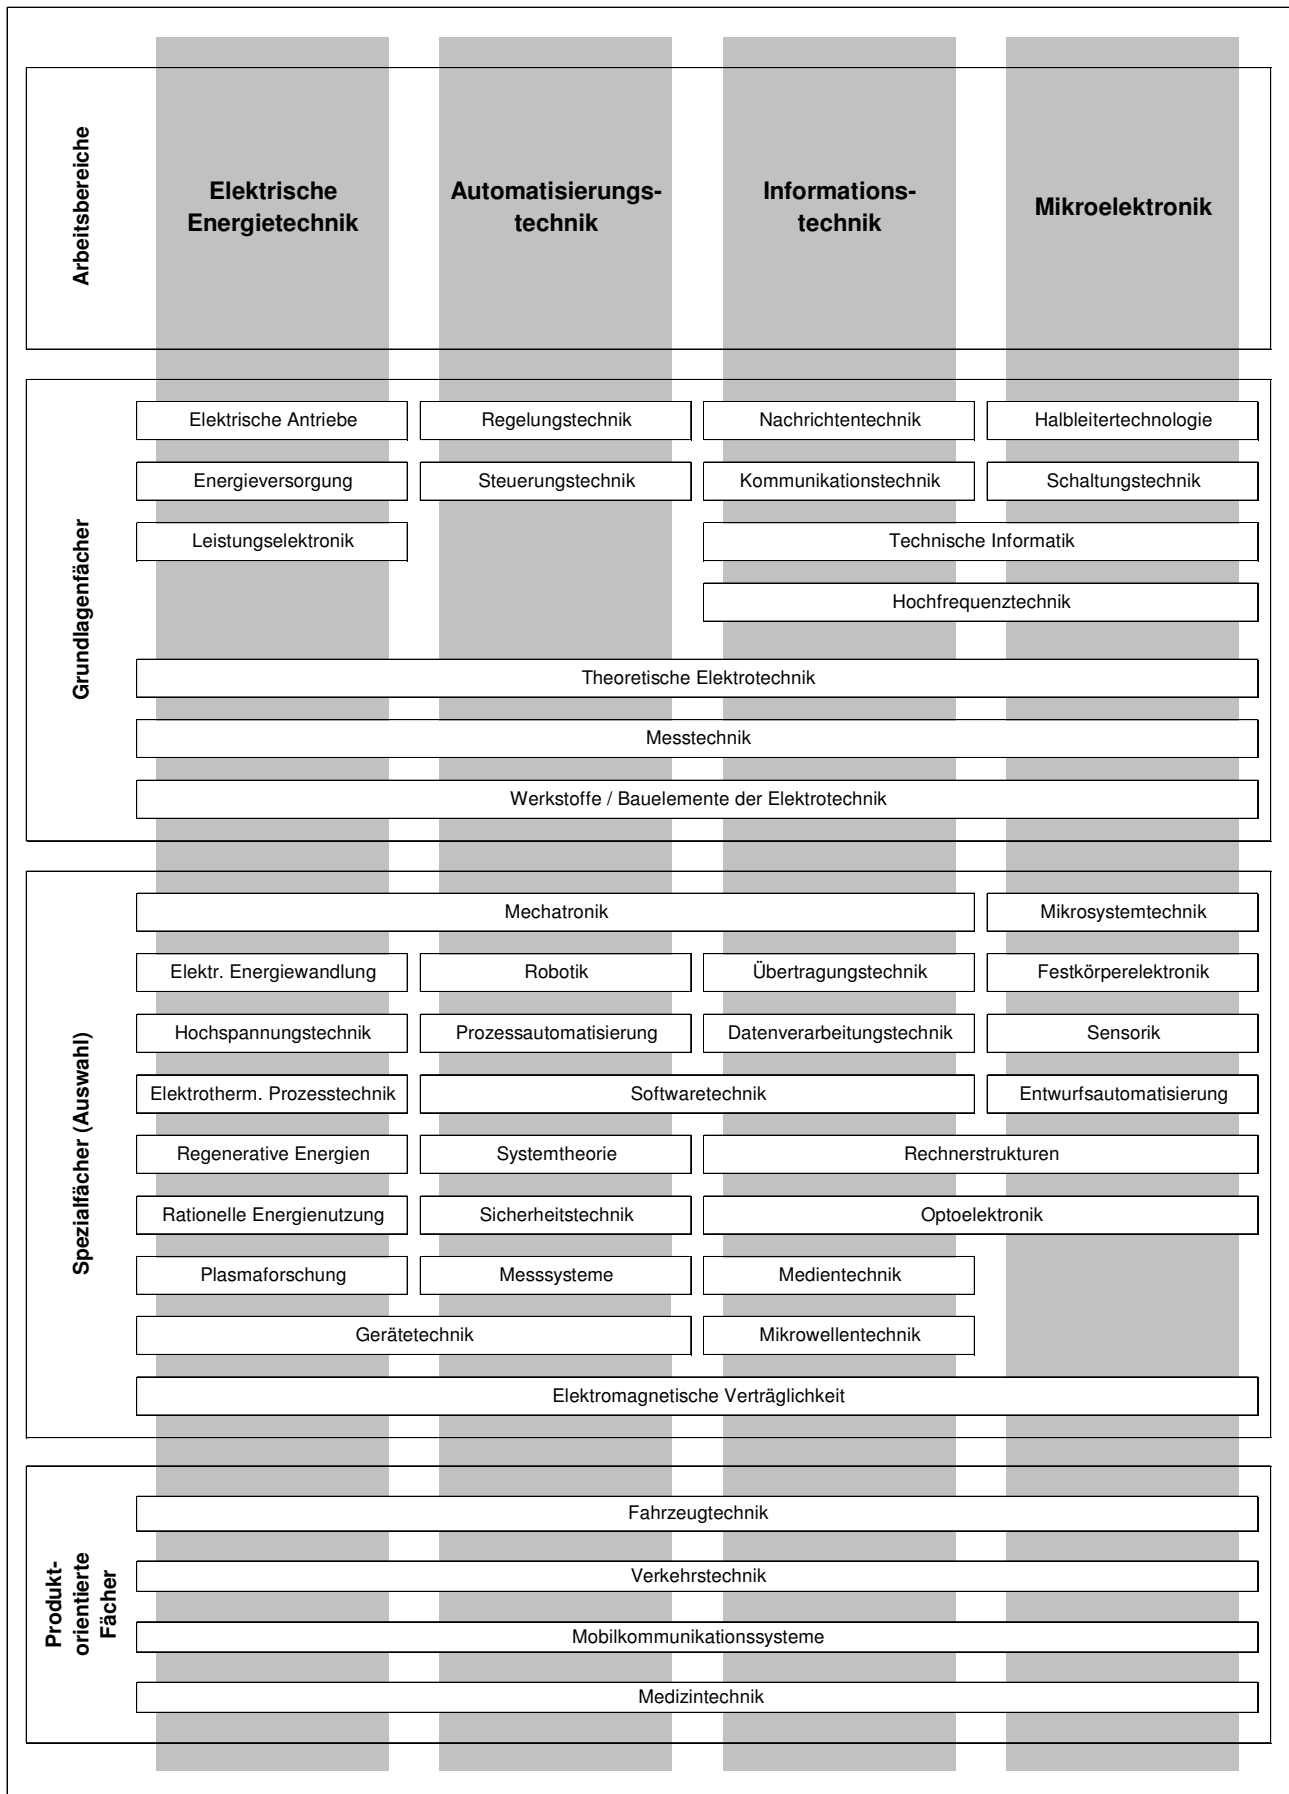 Arbeitsbereiche
Elektrische
Energietechnik
Automatisierungs-
technik
Informations-
technik
Mikroelektronik
Grundlagenfächer
Elektrische Antriebe
Regelungstechnik
Nachrichtentechnik
Halbleitertechnologie
Energieversorgung
Steuerungstechnik
Kommunikationstechnik
Schaltungstechnik
Leistungselektronik
Technische Informatik
Hochfrequenztechnik
Theoretische Elektrotechnik
Messtechnik
Werkstoffe / Bauelemente der Elektrotechnik
Spezialfächer (Auswahl)
Mechatronik
Mikrosystemtechnik
Elektr. Energiewandlung
Robotik
Übertragungstechnik
Festkörperelektronik
Hochspannungstechnik
Prozessautomatisierung
Datenverarbeitungstechnik
Sensorik
Elektrotherm. Prozesstechnik
Softwaretechnik
Entwurfsautomatisierung
Regenerative Energien
Systemtheorie
Rechnerstrukturen
Rationelle Energienutzung
Sicherheitstechnik
Optoelektronik
Plasmaforschung
Messsysteme
Medientechnik
Gerätetechnik
Mikrowellentechnik
Elektromagnetische Verträglichkeit
Produkt-
orientierte
Fächer
Fahrzeugtechnik
Verkehrstechnik
Mobilkommunikationssysteme
Medizintechnik